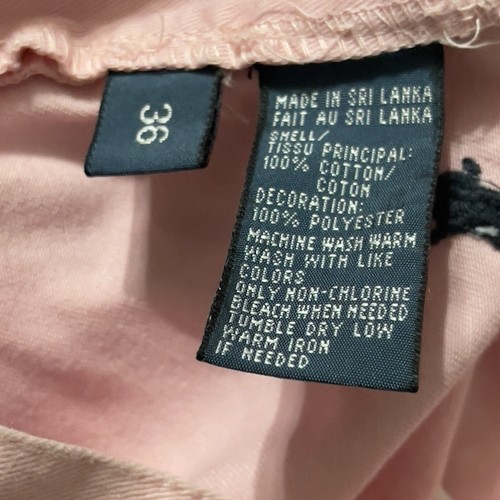 36
MADE IN SRI LANKA
FAIT AU SRI LANKA
SHELL/
TISSU PRINCIPAL:
100% COTTON/
COTON
DECORATION:
100% POLYESTER
MACHINE WASH WARM
WASH WITH LIKE
COLORS
ONLY NON-CHLORINE
BLEACH WHEN NEEDED
TUMBLE DRY LOW
WARM IRON
IF NEEDED